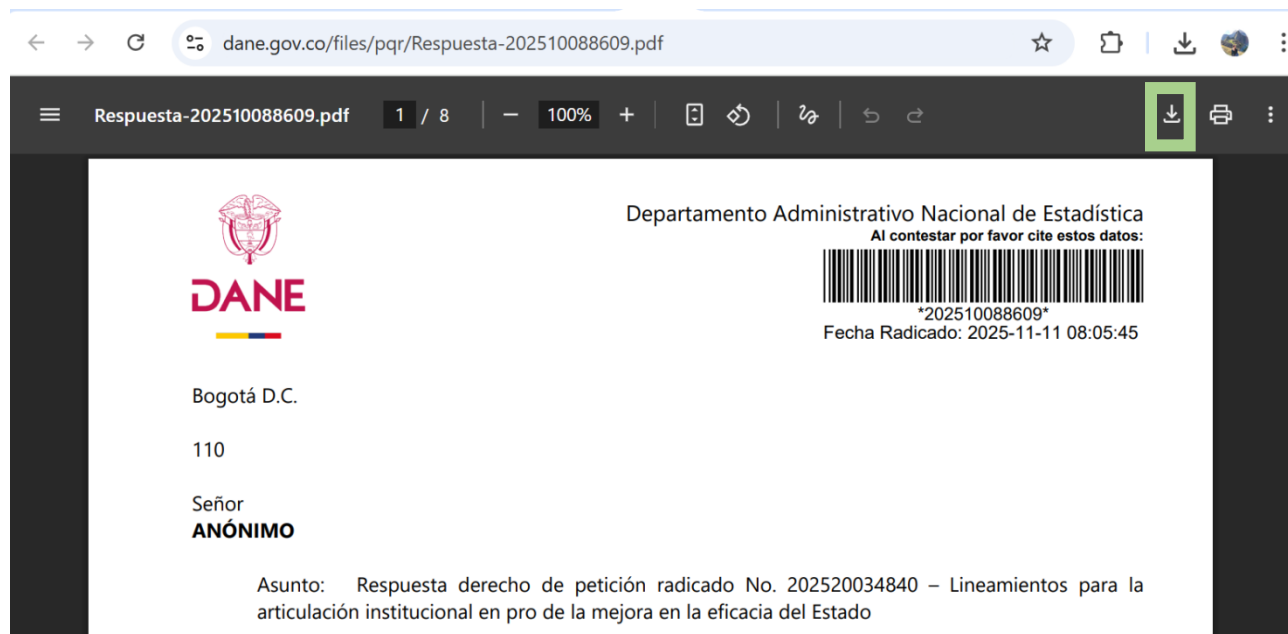 dane.gov.co/files/pqr/Respuesta-202510088609.pdf
Respuesta-202510088609.pdf 1 / 8 — 100% +
Departamento Administrativo Nacional de Estadística
Al contestar por favor cite estos datos:
DANE
*202510088609*
Fecha Radicado: 2025-11-11 08:05:45
Bogotá D.C.
110
Señor
ANÓNIMO
Asunto: Respuesta derecho de petición radicado No. 202520034840 – Lineamientos para la
articulación institucional en pro de la mejora en la eficacia del Estado